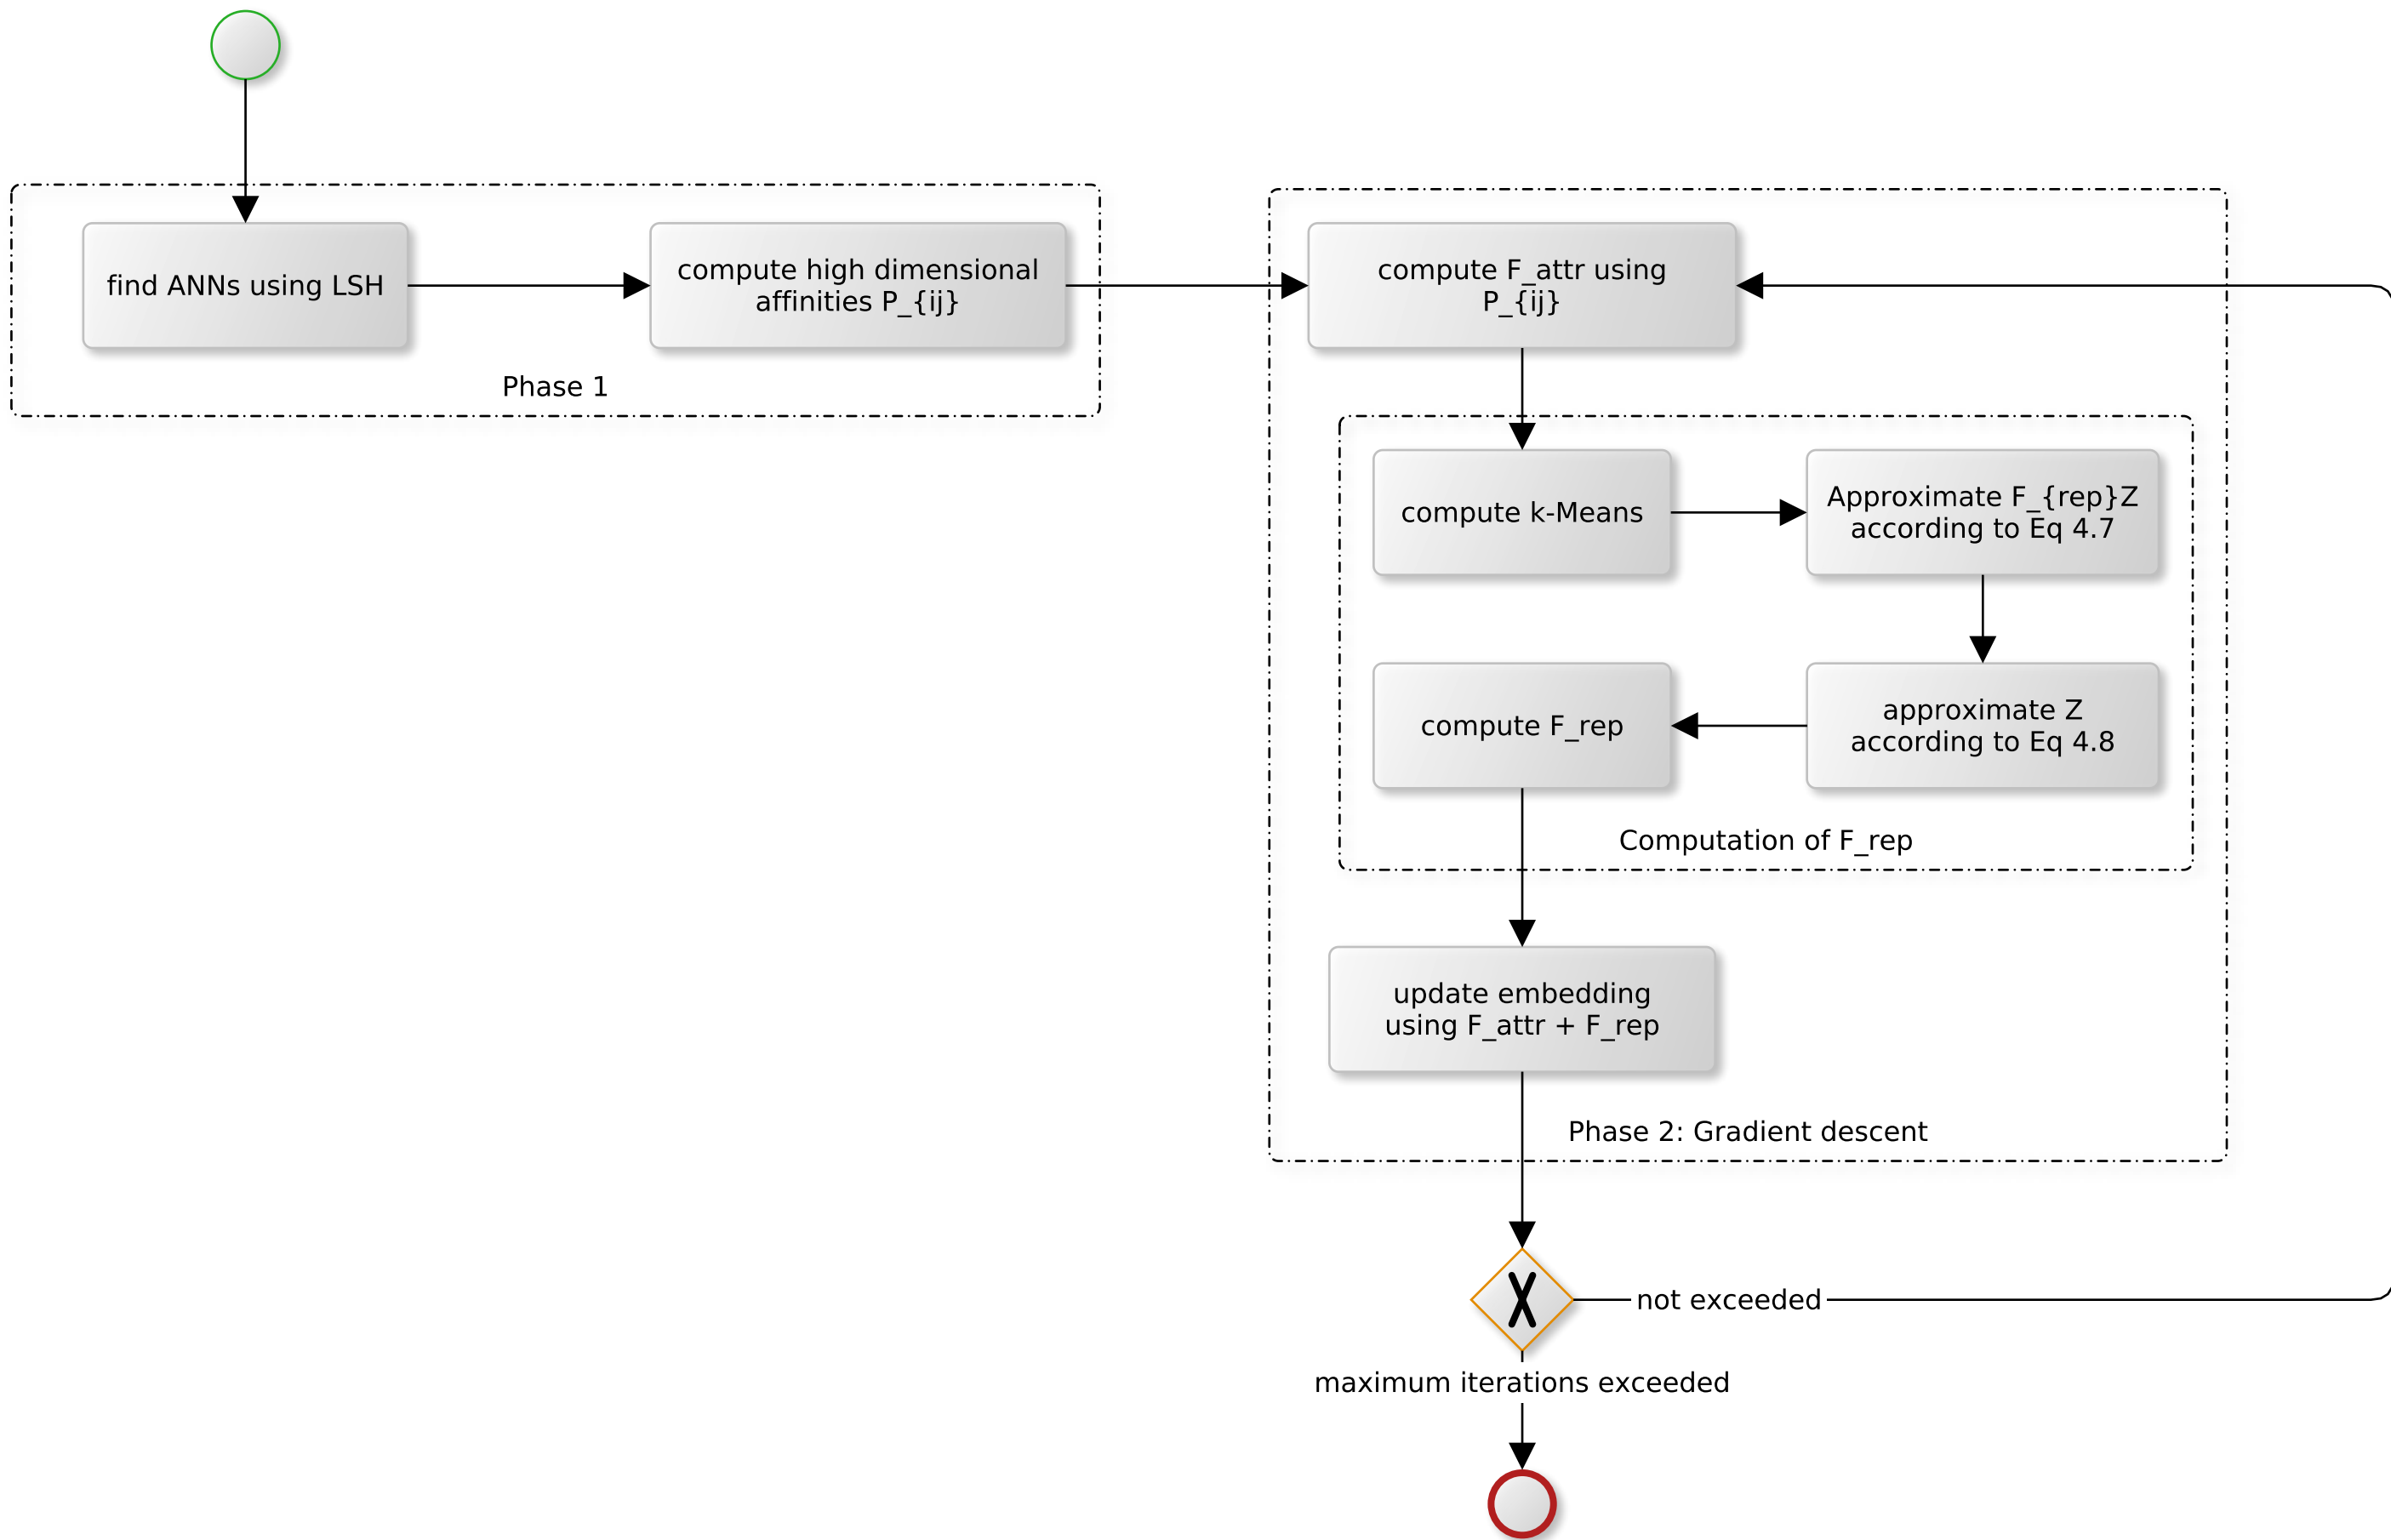 find ANNs using LSH
compute high dimensional
affinities P_{ij}
Phase 1
compute F_attr using
P_{ij}
compute k-Means
Approximate F_{rep}Z
according to Eq 4.7
compute F_rep
approximate Z
according to Eq 4.8
Computation of F_rep
update embedding
using F_attr + F_rep
Phase 2: Gradient descent
not exceeded
maximum iterations exceeded